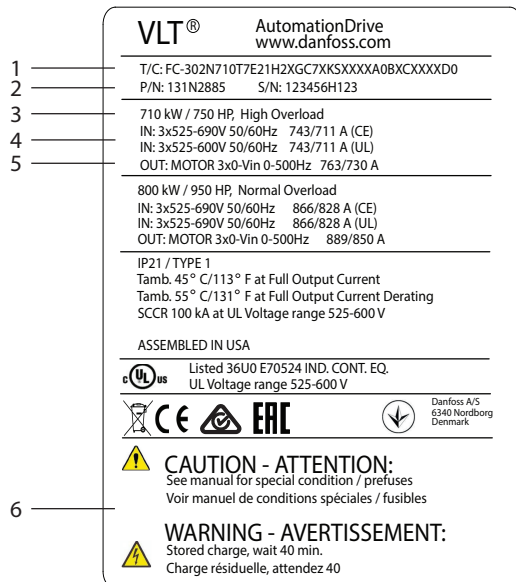 VLT® AutomationDrive
www.danfoss.com
1 T/C: FC-302N710T7E21H2XGC7XKSXXXXA0BXCXXXXD0
2 P/N: 131N2885 S/N: 123456H123
3 710 kW / 750 HP, High Overload
IN: 3x525-690V 50/60Hz 743/711 A (CE)
4 IN: 3x525-600V 50/60Hz 743/711 A (UL)
5 OUT: MOTOR 3x0-Vin 0-500Hz 763/730 A
800 kW / 950 HP, Normal Overload
IN: 3x525-690V 50/60Hz 866/828 A (CE)
IN: 3x525-690V 50/60Hz 866/828 A (UL)
OUT: MOTOR 3x0-Vin 0-500Hz 889/850 A
IP21 / TYPE 1
Tamb. 45° C/113° F at Full Output Current
Tamb. 55° C/131° F at Full Output Current Derating
SCCR 100 kA at UL Voltage range 525-600 V
ASSEMBLED IN USA
c UL us Listed 36U0 E70524 IND. CONT. EQ.
UL Voltage range 525-600 V
CE EAC
Danfoss A/S
6340 Nordborg
Denmark
CAUTION - ATTENTION:
See manual for special condition / prefuses
Voir manuel de conditions spéciales / fusibles
6
WARNING - AVERTISSEMENT:
Stored charge, wait 40 min.
Charge résiduelle, attendez 40